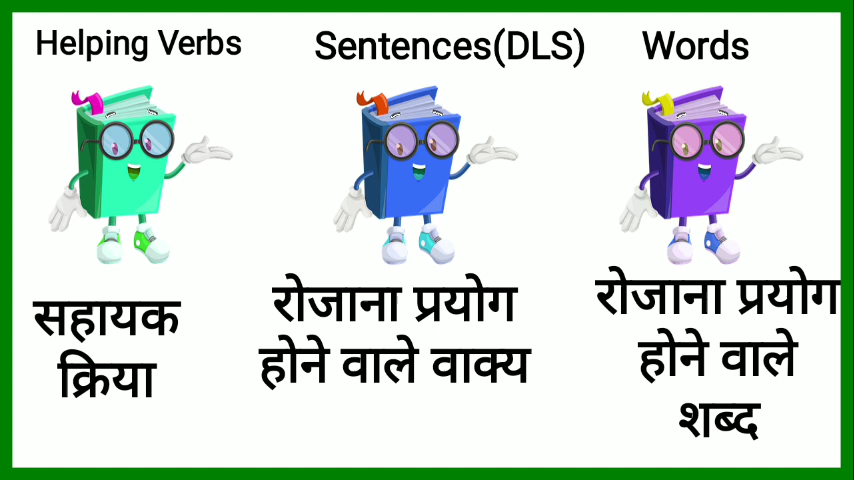 Helping Verbs
Sentences(DLS)
Words
सहायक
क्रिया
रोजाना प्रयोग
होने वाले वाक्य
रोजाना प्रयोग
होने वाले
शब्द